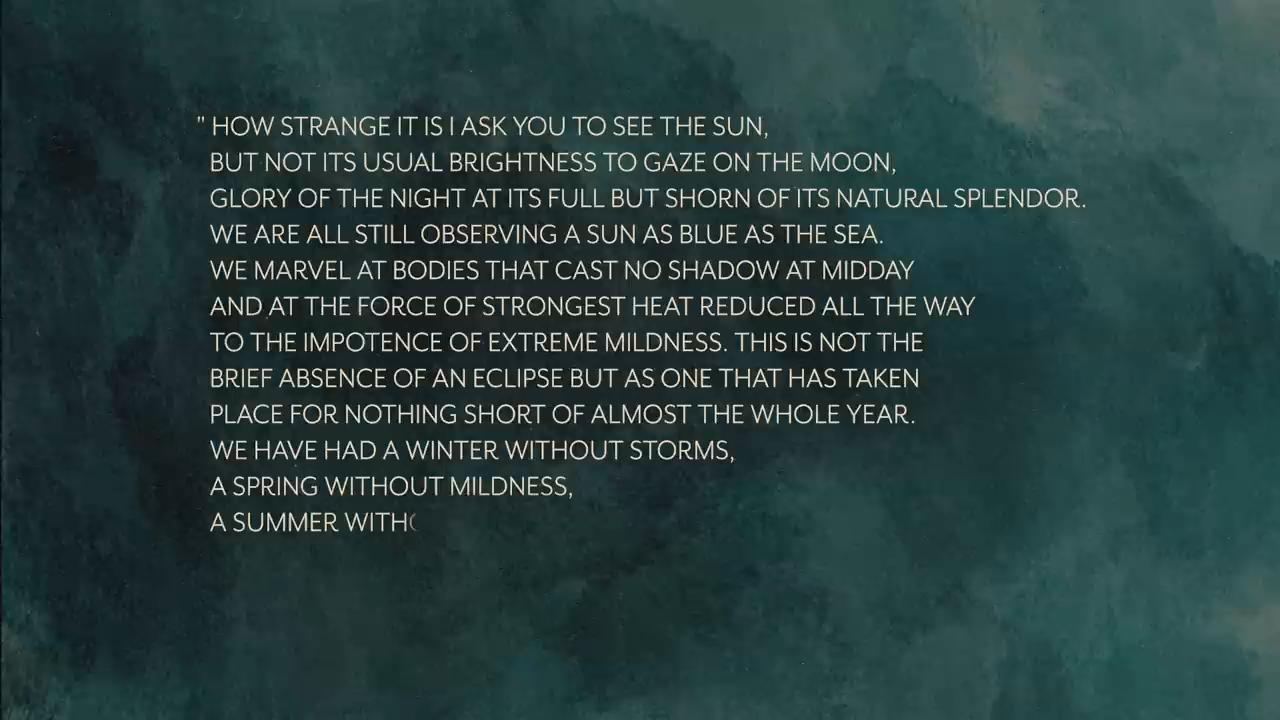 " HOW STRANGE IT IS I ASK YOU TO SEE THE SUN,
BUT NOT ITS USUAL BRIGHTNESS TO GAZE ON THE MOON,
GLORY OF THE NIGHT AT ITS FULL BUT SHORN OF ITS NATURAL SPLENDOR.
WE ARE ALL STILL OBSERVING A SUN AS BLUE AS THE SEA.
WE MARVEL AT BODIES THAT CAST NO SHADOW AT MIDDAY
AND AT THE FORCE OF STRONGEST HEAT REDUCED ALL THE WAY
TO THE IMPOTENCE OF EXTREME MILDNESS. THIS IS NOT THE
BRIEF ABSENCE OF AN ECLIPSE BUT AS ONE THAT HAS TAKEN
PLACE FOR NOTHING SHORT OF ALMOST THE WHOLE YEAR.
WE HAVE HAD A WINTER WITHOUT STORMS,
A SPRING WITHOUT MILDNESS,
A SUMMER WITH